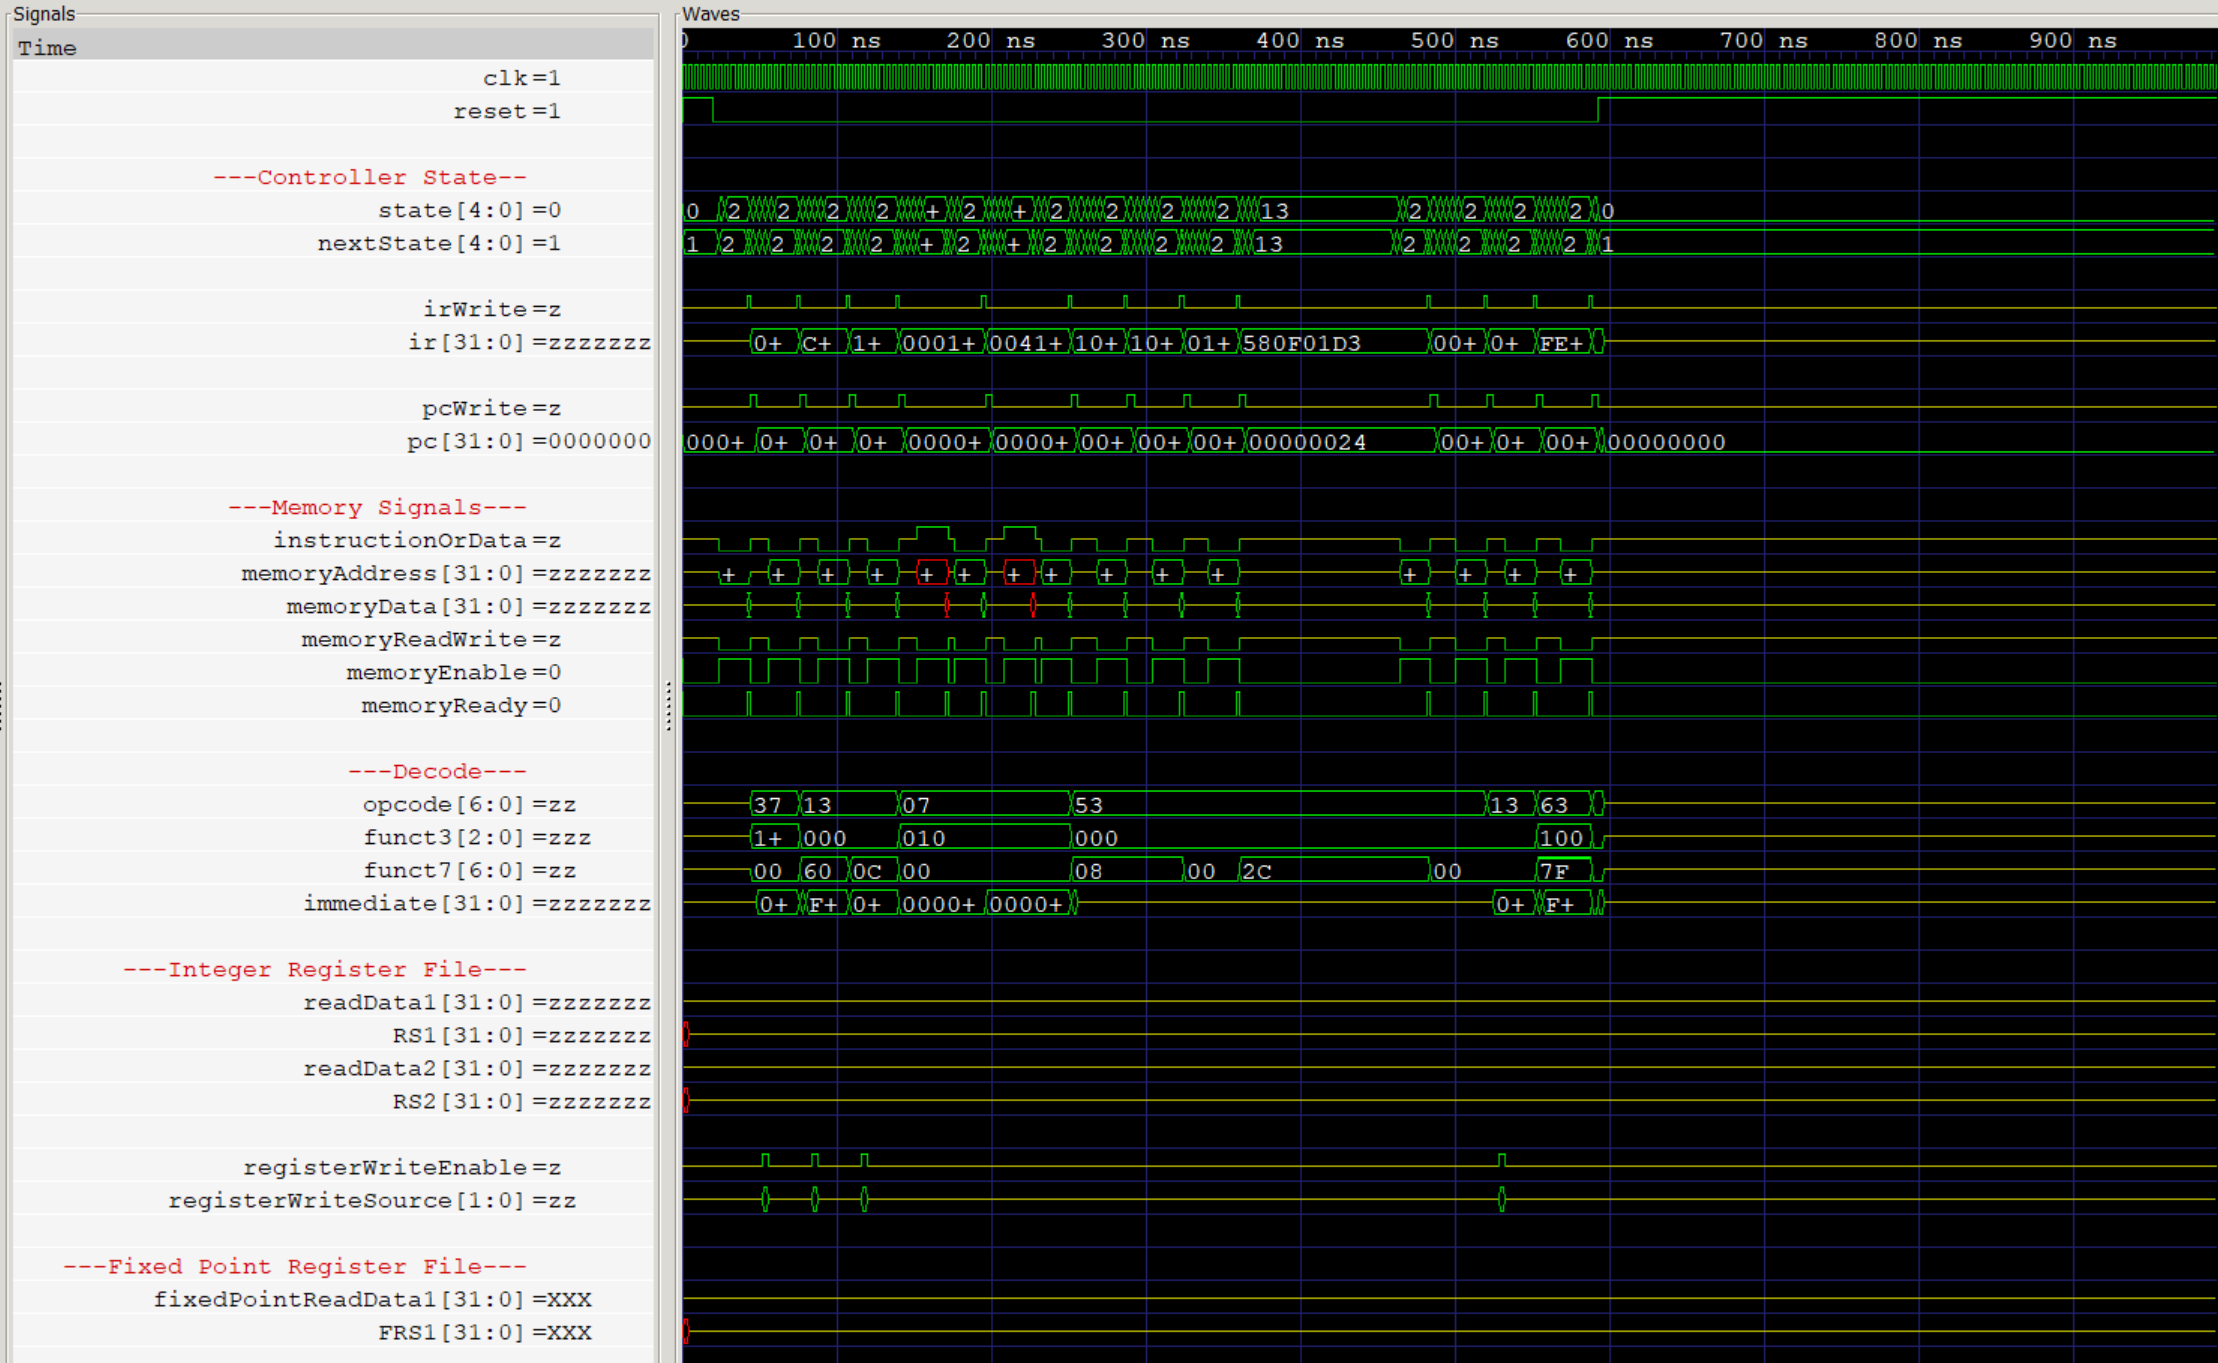 Signals
Waves
Time
0 100 ns 200 ns 300 ns 400 ns 500 ns 600 ns 700 ns 800 ns 900 ns
clk=1
reset=1
---Controller State--
state[4:0]=0 0 2 2 2 2 + 2 + 2 2 2 2 13 2 2 2 2 0
nextState[4:0]=1 1 2 2 2 2 + 2 + 2 2 2 2 13 2 2 2 2 1
irWrite=z
ir[31:0]=zzzzzzz 0+ C+ 1+ 0001+ 0041+ 10+ 10+ 01+ 580F01D3 00+ 0+ FE+
pcWrite=z
pc[31:0]=0000000 000+ 0+ 0+ 0+ 0000+ 0000+ 00+ 00+ 00+ 00000024 00+ 0+ 00+ 00000000
---Memory Signals---
instructionOrData=z
memoryAddress[31:0]=zzzzzzz + + + + + + + + + + + + + + +
memoryData[31:0]=zzzzzzz
memoryReadWrite=z
memoryEnable=0
memoryReady=0
---Decode---
opcode[6:0]=zz 37 13 07 53 13 63
funct3[2:0]=zzz 1+ 000 010 000 100
funct7[6:0]=zz 00 60 0C 00 08 00 2C 00 7F
immediate[31:0]=zzzzzzz 0+ F+ 0+ 0000+ 0000+ 0+ F+
---Integer Register File---
readData1[31:0]=zzzzzzz
RS1[31:0]=zzzzzzz
readData2[31:0]=zzzzzzz
RS2[31:0]=zzzzzzz
registerWriteEnable=z
registerWriteSource[1:0]=zz
---Fixed Point Register File---
fixedPointReadData1[31:0]=XXX
FRS1[31:0]=XXX